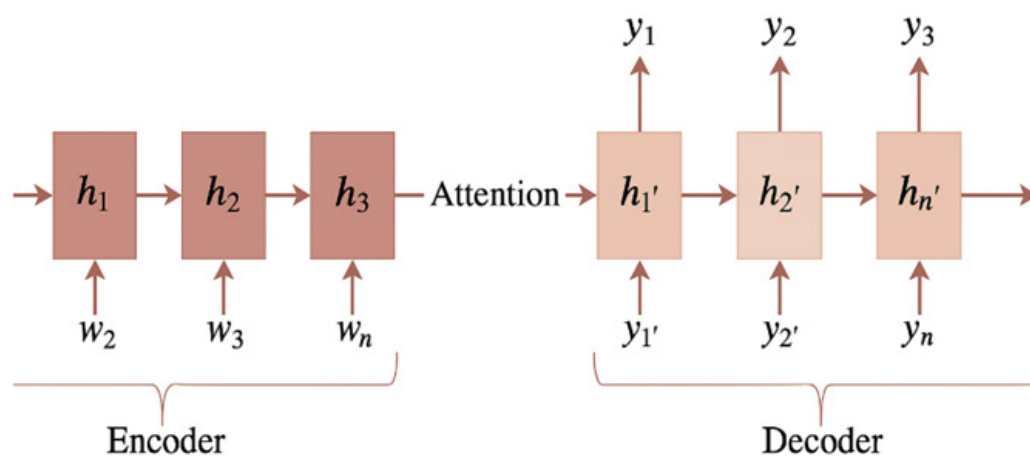 y₁ y₂ y₃
h₁ h₂ h₃ Attention h₁′ h₂′ hₙ′
w₂ w₃ wₙ y₁′ y₂′ yₙ
Encoder Decoder